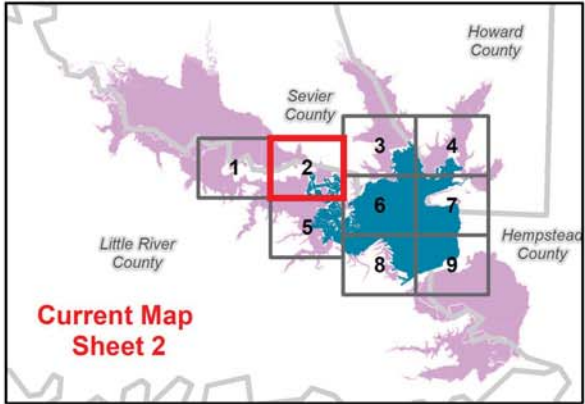 Howard
County
Sevier
County
3
4
1
2
6
7
5
Little River
County
Hempstead
County
8
9
Current Map
Sheet 2